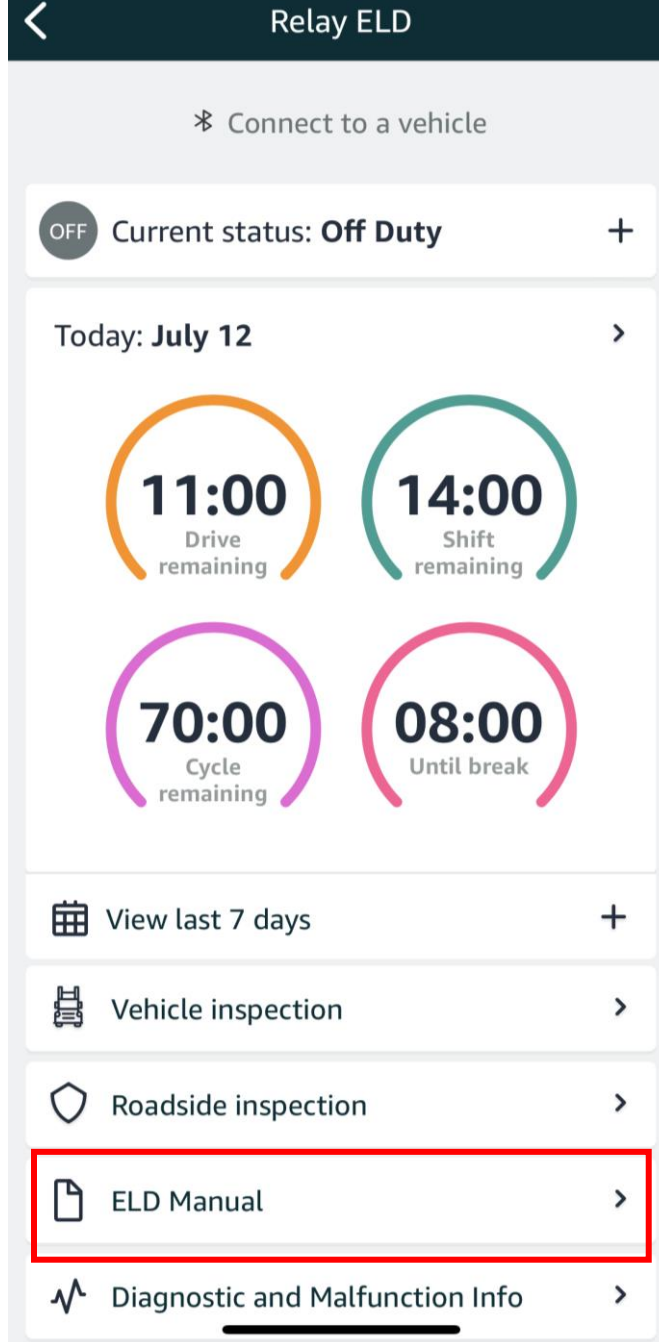 Relay ELD
Connect to a vehicle
OFF Current status: Off Duty
Today: July 12
11:00
Drive
remaining
14:00
Shift
remaining
70:00
Cycle
remaining
08:00
Until break
View last 7 days
Vehicle inspection
Roadside inspection
ELD Manual
Diagnostic and Malfunction Info